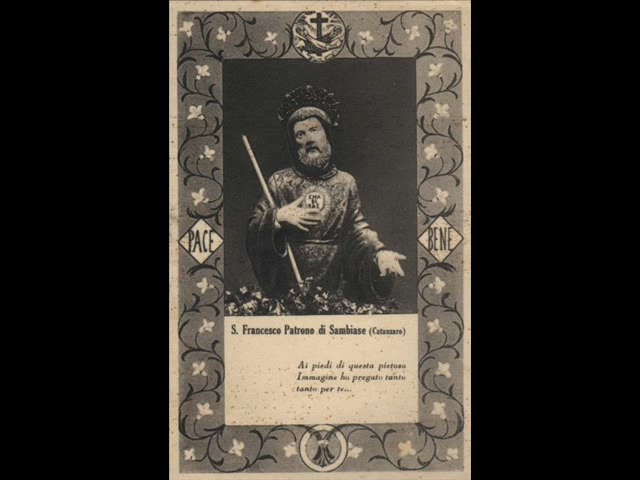 PACE
BENE
S. Francesco Patrono di Sambiase (Catanzaro)
Ai piedi di questa pietosa
Immagine ho pregato tanto
tanto per te...